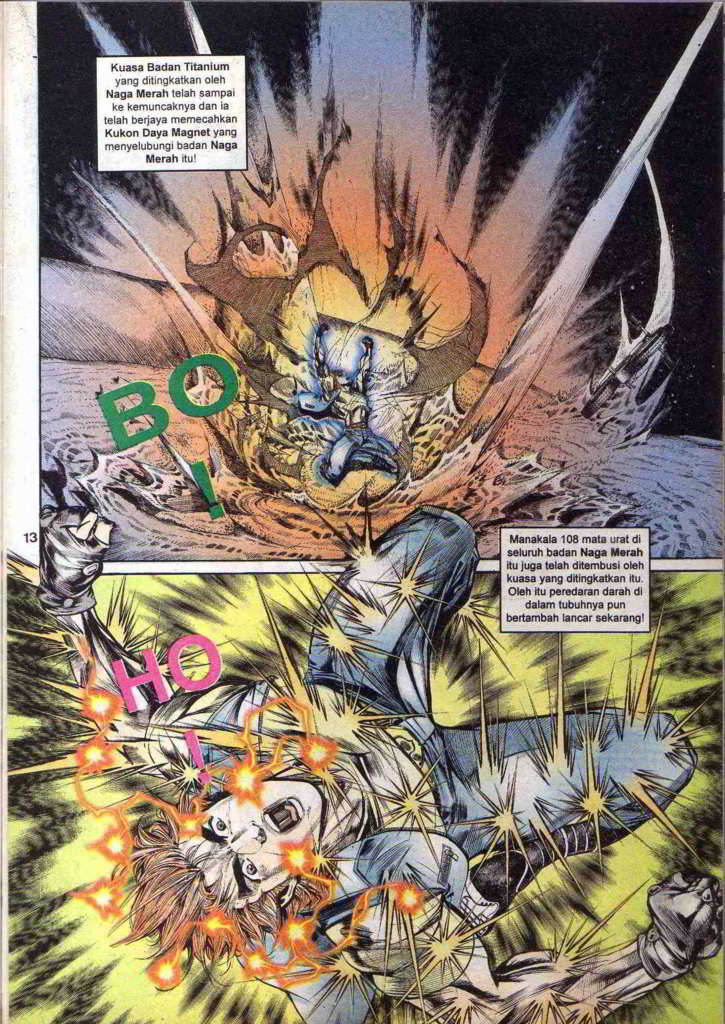 Kuasa Badan Titanium
yang ditingkatkan oleh
Naga Merah telah sampai
ke kemuncaknya dan ia
telah berjaya memecahkan
Kukon Daya Magnet yang
menyelubungi badan Naga
Merah itu!
BO
!
13
Manakala 108 mata urat di
seluruh badan Naga Merah
itu juga telah ditembusi oleh
kuasa yang ditingkatkan itu.
Oleh itu peredaran darah di
dalam tubuhnya pun
bertambah lancar sekarang!
HO
!